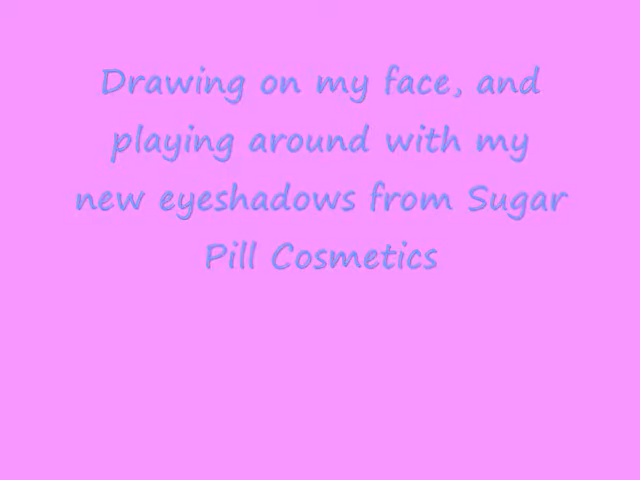 Drawing on my face, and
playing around with my
new eyeshadows from Sugar
Pill Cosmetics